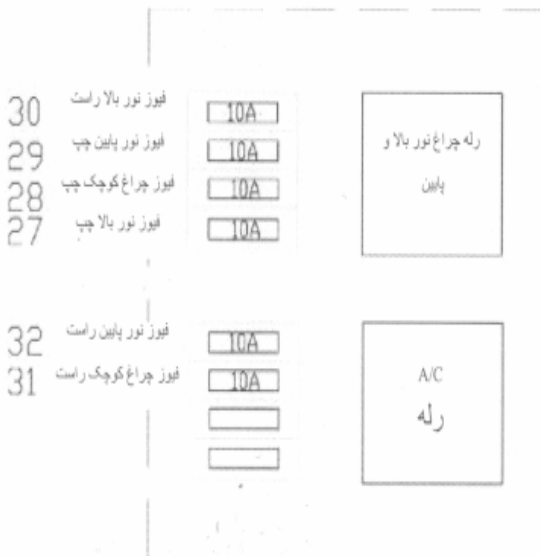 30 فیوز نور بالا راست 10A
29 فیوز نور پایین چپ 10A
28 فیوز چراغ کوچک چپ 10A
27 فیوز نور بالا چپ 10A
رله چراغ نور بالا و
پایین
32 فیوز نور پایین راست 10A
31 فیوز چراغ کوچک راست 10A
A/C
رله